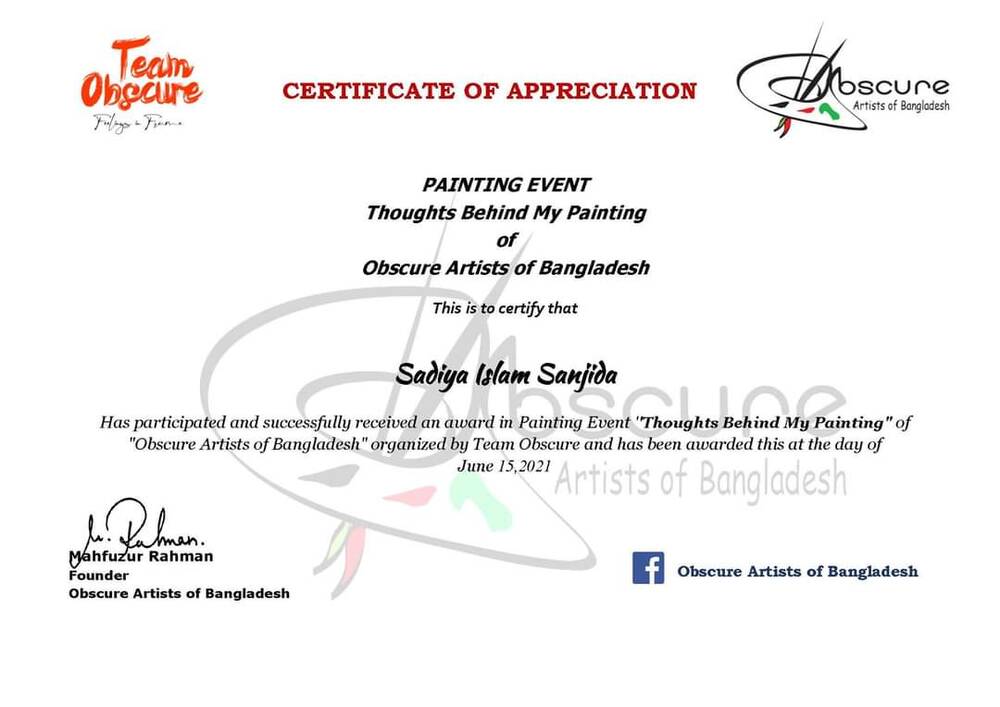 Team
Obscure
Feelings in Frame
CERTIFICATE OF APPRECIATION
Obscure
Artists of Bangladesh
PAINTING EVENT
Thoughts Behind My Painting
of
Obscure Artists of Bangladesh
This is to certify that
Sadiya Islam Sanjida
Has participated and successfully received an award in Painting Event "Thoughts Behind My Painting" of
"Obscure Artists of Bangladesh" organized by Team Obscure and has been awarded this at the day of
June 15,2021
Obscure
Artists of Bangladesh
M. Rahman.
Mahfuzur Rahman
Founder
Obscure Artists of Bangladesh
f Obscure Artists of Bangladesh